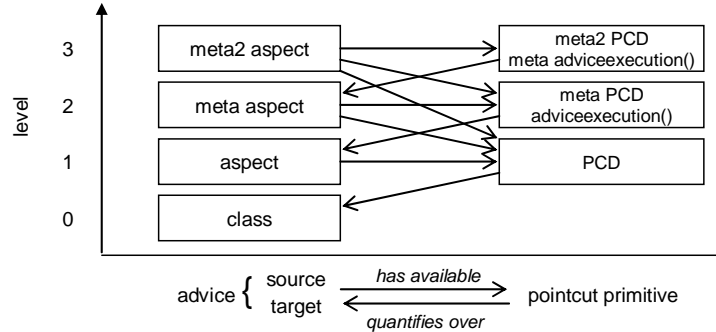 3
meta2 aspect
meta2 PCD
meta adviceexecution()
level
2
meta aspect
meta PCD
adviceexecution()
1
aspect
PCD
0
class
advice {
source
target
has available
quantifies over
pointcut primitive